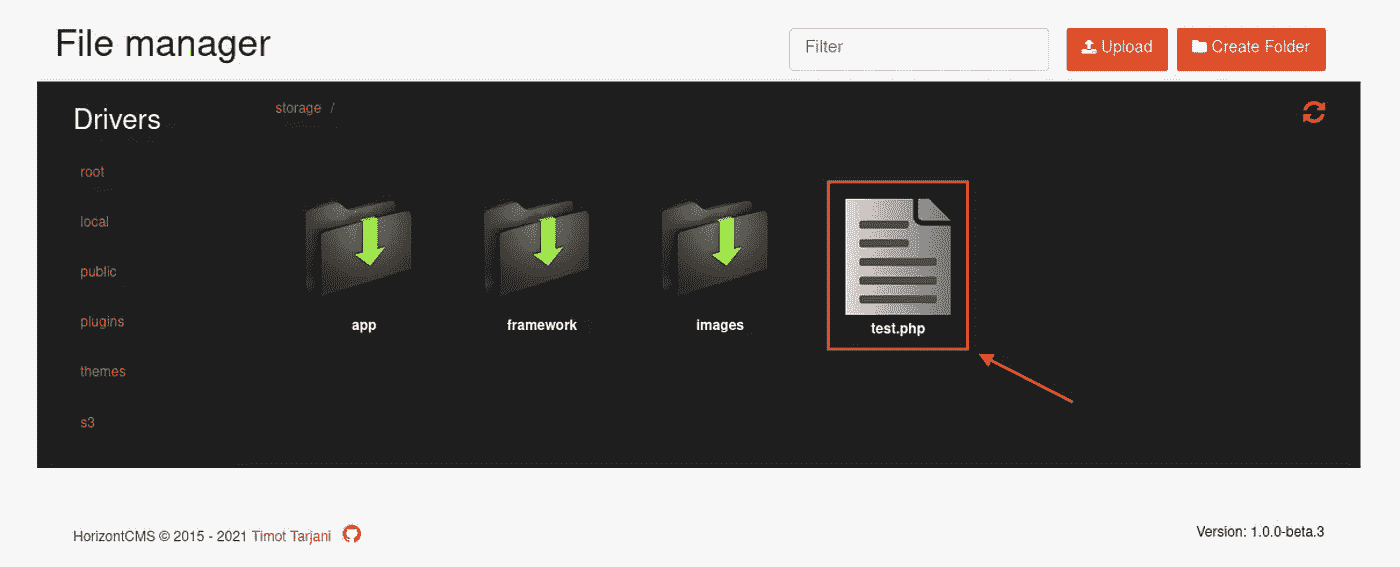 File manager
Filter
Upload
Create Folder
Drivers
storage /
root
local
public
plugins
themes
s3
app
framework
images
test.php
HorizontCMS © 2015 - 2021 Timot Tarjani
Version: 1.0.0-beta.3